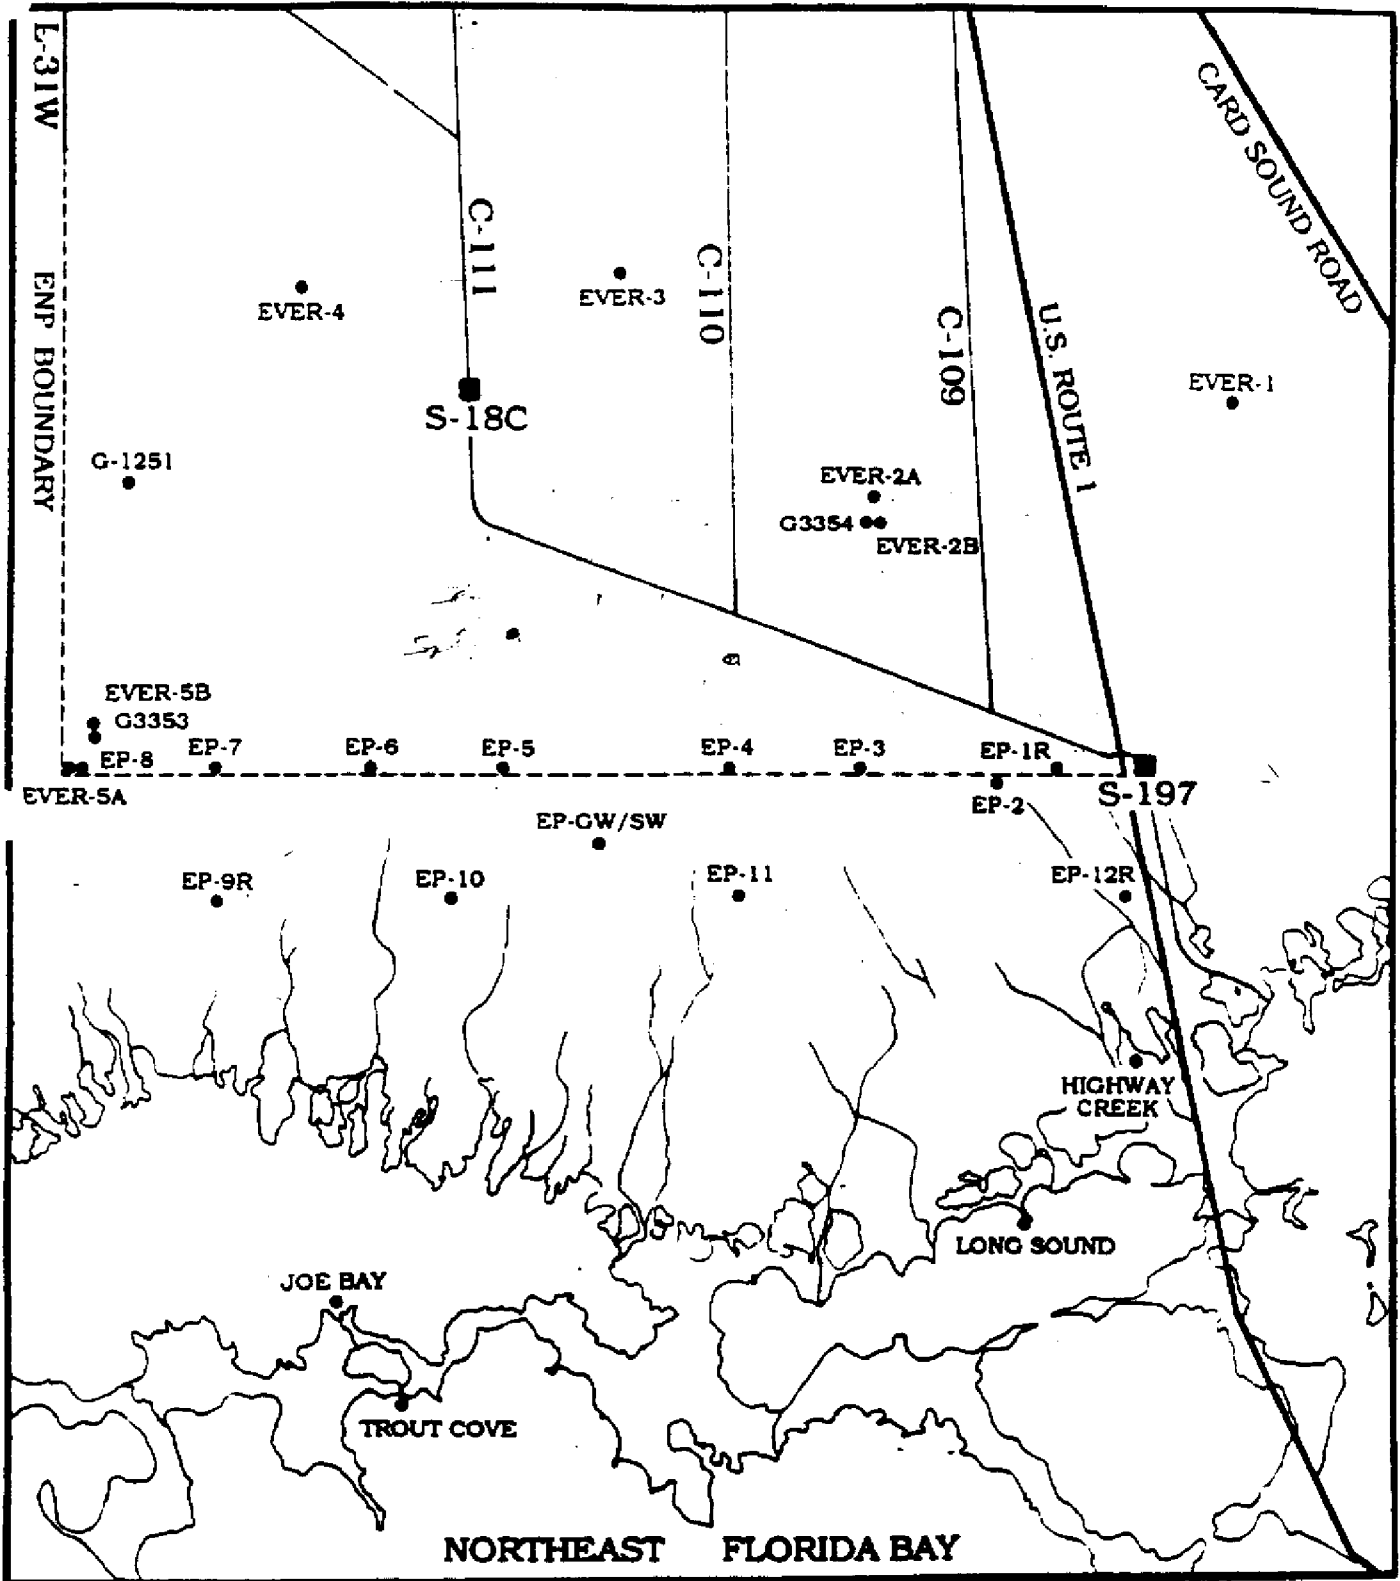 L-31W
CARD SOUND ROAD
C-111
C-110
C-109
U.S. ROUTE 1
ENP BOUNDARY
EVER-4
EVER-3
EVER-1
S-18C
G-1251
EVER-2A
G3354
EVER-2B
EVER-5B
G3353
EP-8
EP-7
EP-6
EP-5
EP-4
EP-3
EP-1R
EVER-5A
EP-2
S-197
EP-GW/SW
EP-9R
EP-10
EP-11
EP-12R
HIGHWAY
CREEK
LONG SOUND
JOE BAY
TROUT COVE
NORTHEAST FLORIDA BAY